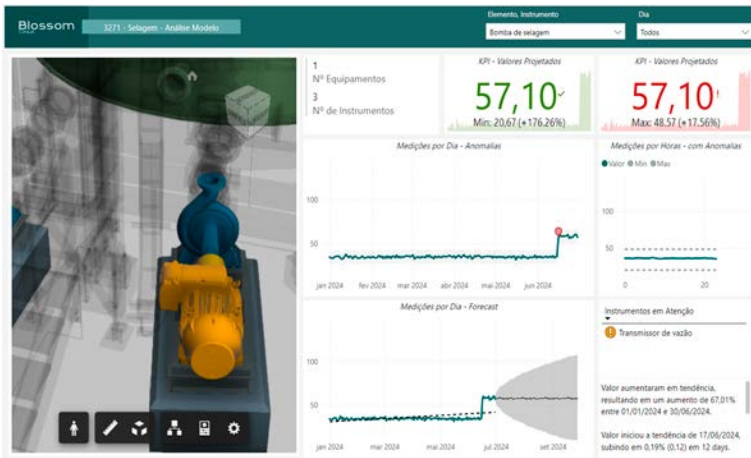 Blossom
3271 - Selagem - Análise Modelo
Elemento, Instrumento
Bomba de selagem
Dia
Todos
1
Nº Equipamentos
3
Nº de Instrumentos
KPI - Valores Projetados
57,10
Min: 20,67 (+176.26%)
KPI - Valores Projetados
57,10!
Max: 48.57 (+17.56%)
Medições por Dia - Anomalias
100
50
jan 2024 fev 2024 mar 2024 abr 2024 mai 2024 jun 2024
Medições por Horas - com Anomalias
Valor Min Max
100
50
0 20
Medições por Dia - Forecast
100
50
jan 2024 mar 2024 mai 2024 jul 2024 set 2024
Instrumentos em Atenção
Transmissor de vazão
Valor aumentaram em tendência,
resultando em um aumento de 67,01%
entre 01/01/2024 e 30/06/2024.
Valor iniciou a tendência de 17/06/2024,
subindo em 0,19% (0,12) em 12 days.